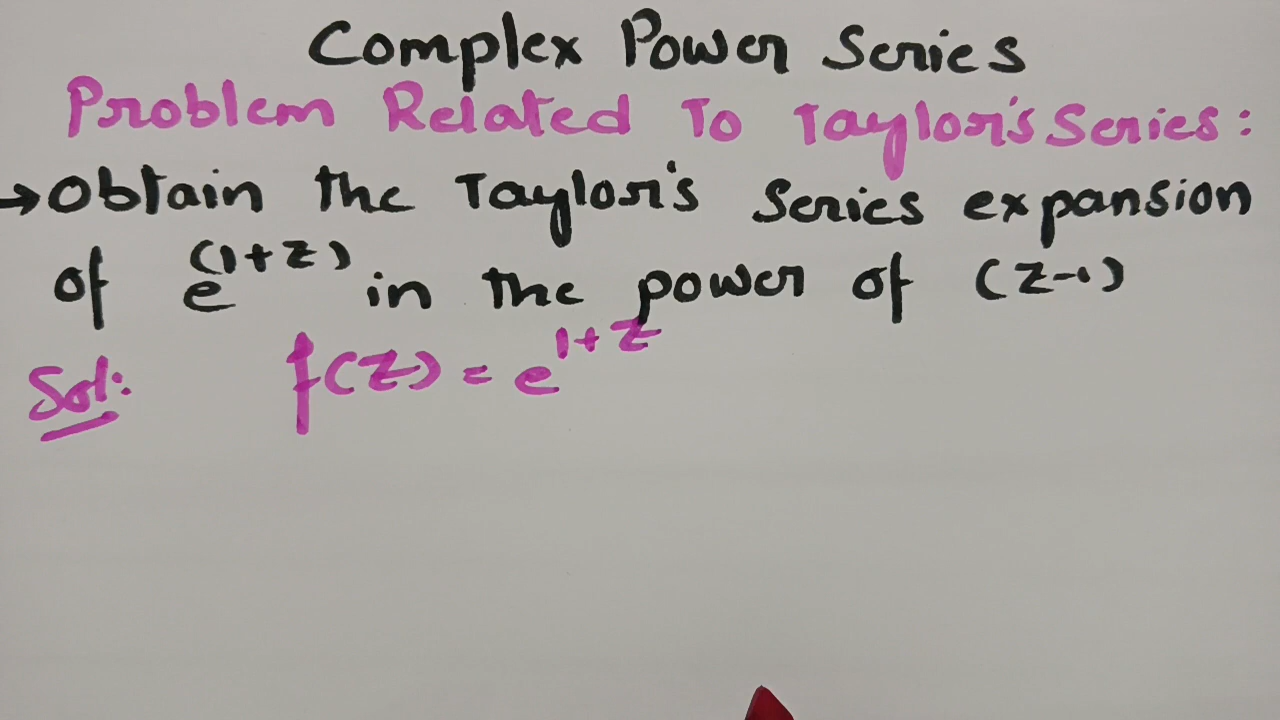 Complex Power Series
Problem Related To Taylor's Series:
→Obtain the Taylor's Series expansion
of e^(1+z) in the power of (z-1)
Sol: f(z) = e^1+z